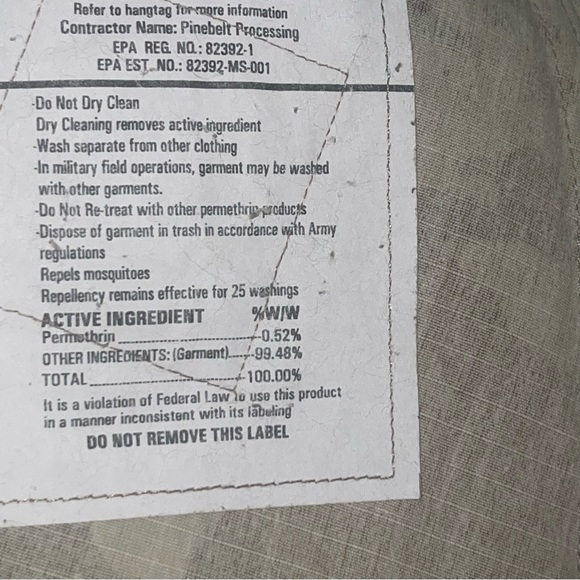 Refer to hangtag for more information
Contractor Name: Pinebelt Processing
EPA REG. NO.: 82392-1
EPA EST. NO.: 82392-MS-001
-Do Not Dry Clean
Dry Cleaning removes active ingredient
-Wash separate from other clothing
-In military field operations, garment may be washed
with other garments.
-Do Not Re-treat with other permethrin products
-Dispose of garment in trash in accordance with Army
regulations
Repels mosquitoes
Repellency remains effective for 25 washings
ACTIVE INGREDIENT %W/W
Permethrin 0.52%
OTHER INGREDIENTS: (Garment) 99.48%
TOTAL 100.00%
It is a violation of Federal Law to use this product
in a manner inconsistent with its labeling
DO NOT REMOVE THIS LABEL